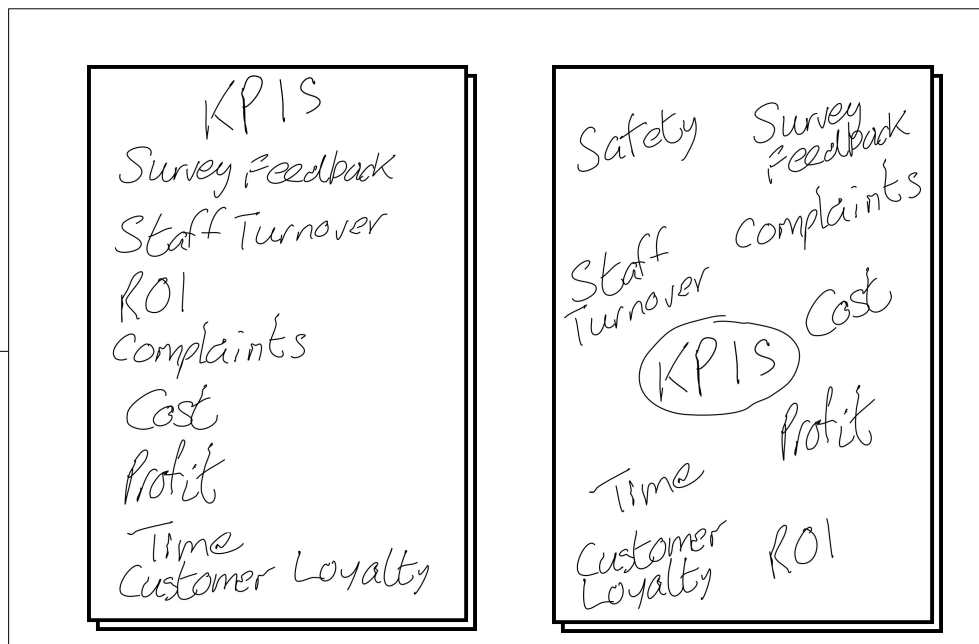 KPIS
Survey Feedback
Staff Turnover
ROI
Complaints
Cost
Profit
Time
Customer Loyalty
Safety
Survey
Feedback
Complaints
Staff
Turnover
Cost
KPIS
Profit
Time
Customer
Loyalty
ROI